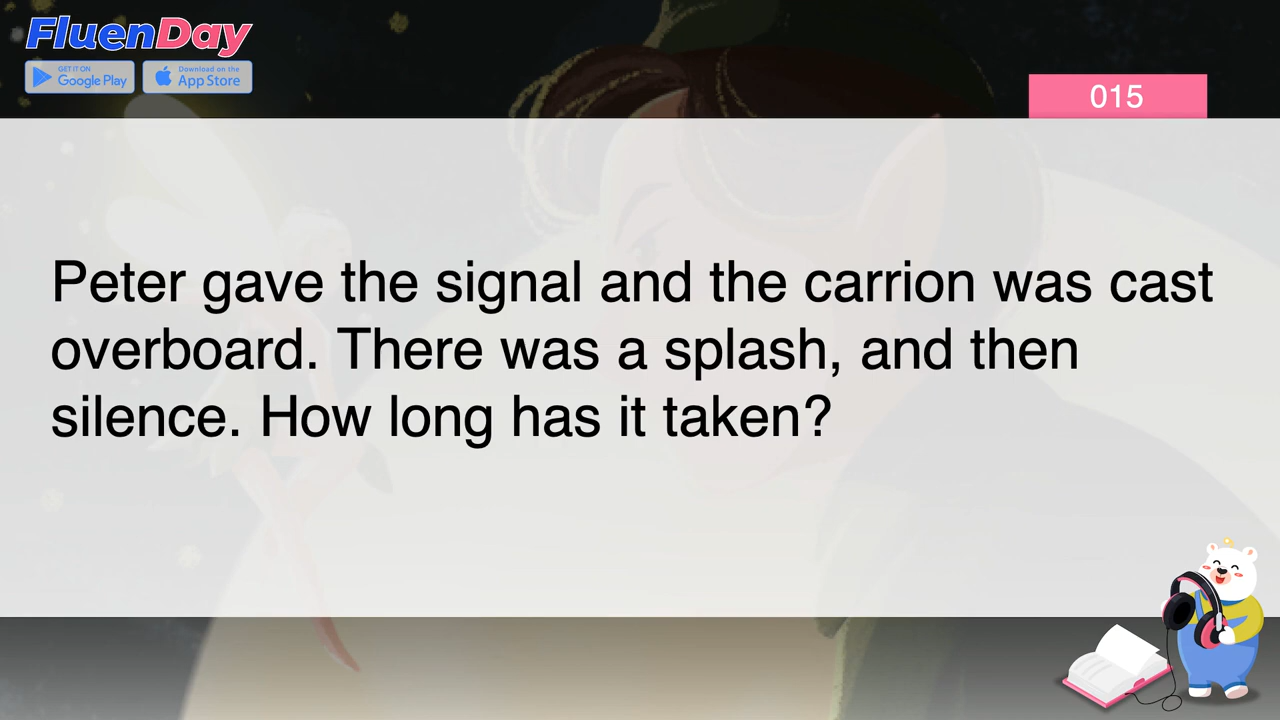 FluenDay
GET IT ON
Google Play
Download on the
App Store
015
Peter gave the signal and the carrion was cast
overboard. There was a splash, and then
silence. How long has it taken?